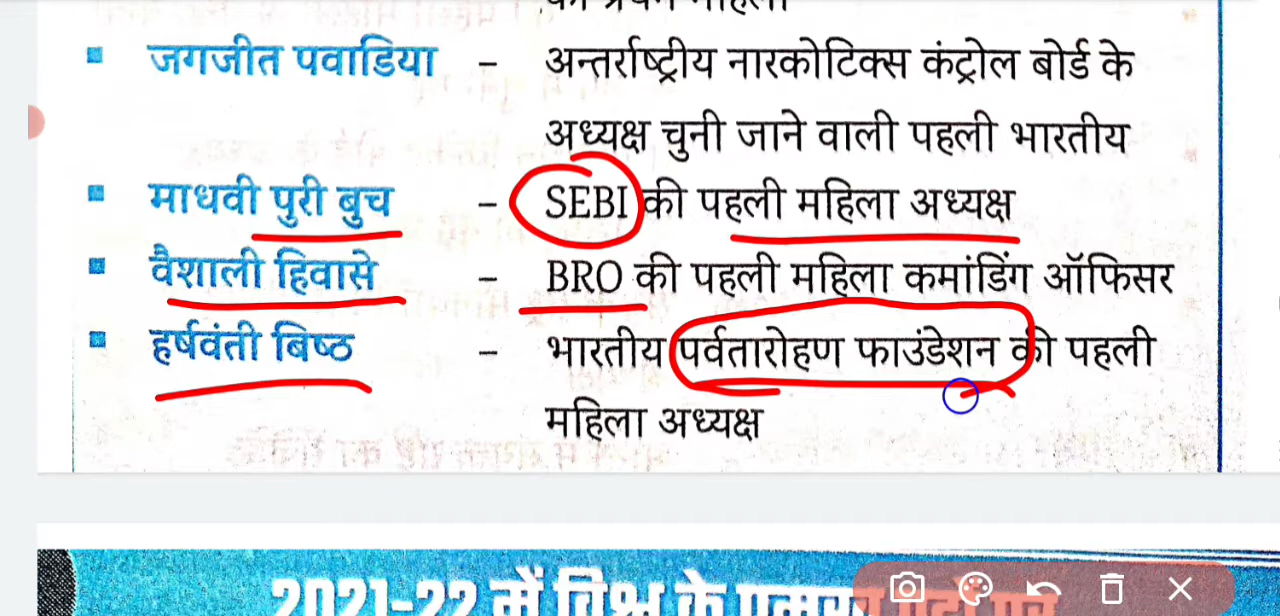 जगजीत पवाडिया – अन्तर्राष्ट्रीय नारकोटिक्स कंट्रोल बोर्ड के
अध्यक्ष चुनी जाने वाली पहली भारतीय
माधवी पुरी बुच – SEBI की पहली महिला अध्यक्ष
वैशाली हिवासे – BRO की पहली महिला कमांडिंग ऑफिसर
हर्षवंती बिष्ठ – भारतीय पर्वतारोहण फाउंडेशन की पहली
महिला अध्यक्ष
2021-22 में विश्व के